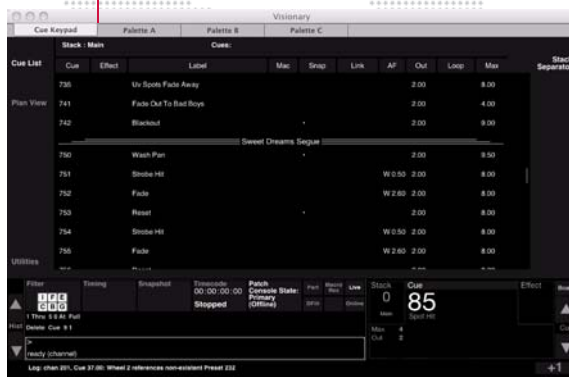 Visionary
Cue Keypad Palette A Palette B Palette C
Stack : Main Cues:
Cue List Cue Effect Label Mac Snap Link AF Out Loop Max Stack Separator
735 Uv Spots Fade Away 2.00 8.00
Plan View 741 Fade Out To Bad Boys 2.00 4.00
742 Blackout 2.00 9.00
Sweet Dreams Segue
750 Wash Pan 2.00 9.50
751 Strobe Hit W 0.50 2.00 8.00
752 Fade W 2.60 2.00 8.00
753 Reset 2.00 8.00
754 Strobe Hit W 0.50 2.00 8.00
755 Fade W 2.60 2.00 8.00
Utilities
Filter Timing Snapshot Timecode Patch Part Live Stack Cue Effect
00:00:00:00 Console State:
I F E Stopped Primary Online 0 85
C B G (Offline) Main Spot Hit
1 Thru 5 @ At Full
Hist Delete Cue 9.1 Max 4
> Out 2
ready (channel)
Log: chan 201, Cue 37.00: Wheel 2 references non-existent Preset 232 +1